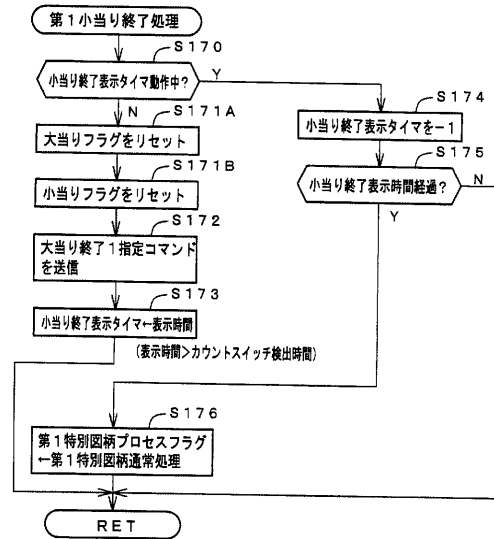 第１小当り終了処理
Ｓ１７０
小当り終了表示タイマ動作中？
Ｙ
Ｎ
Ｓ１７１Ａ
大当りフラグをリセット
Ｓ１７１Ｂ
小当りフラグをリセット
Ｓ１７２
大当り終了１指定コマンド
を送信
Ｓ１７３
小当り終了表示タイマ←表示時間
（表示時間＞カウントスイッチ検出時間）
Ｓ１７４
小当り終了表示タイマを－１
Ｓ１７５
小当り終了表示時間経過？
Ｎ
Ｙ
Ｓ１７６
第１特別図柄プロセスフラグ
←第１特別図柄通常処理
ＲＥＴ